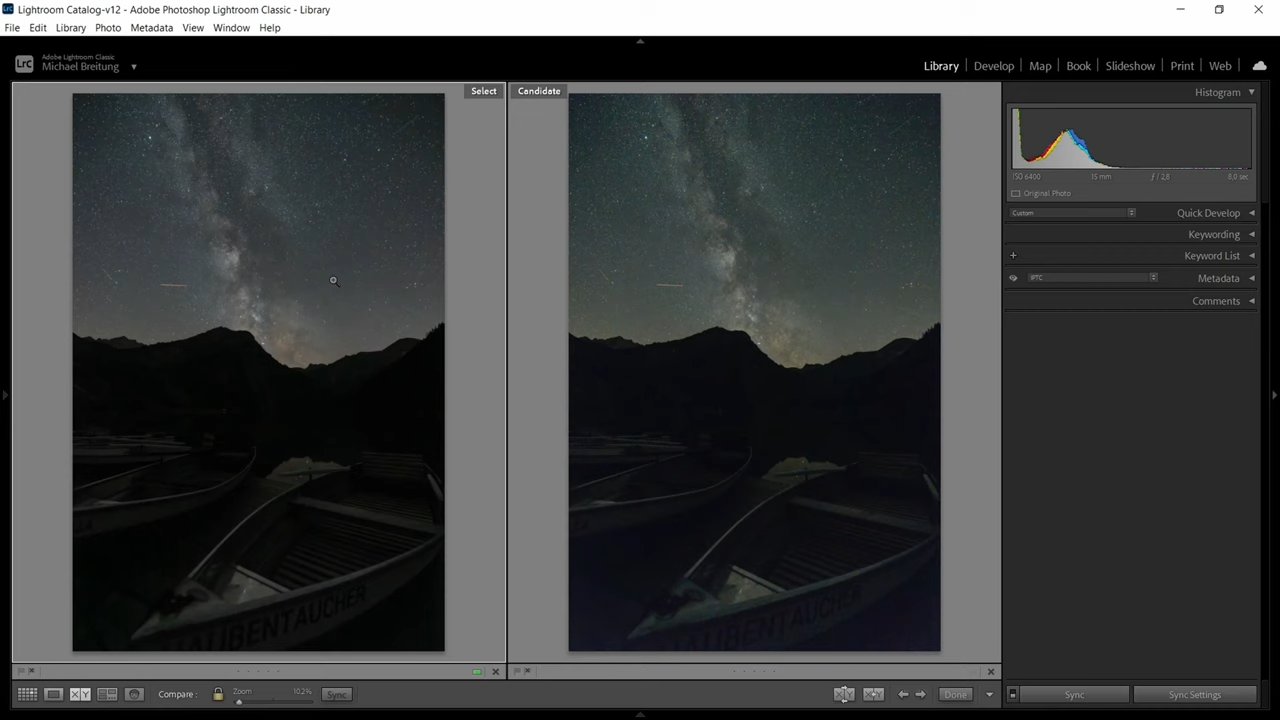 Lightroom Catalog-v12 - Adobe Photoshop Lightroom Classic - Library
File Edit Library Photo Metadata View Window Help
LrC Adobe Lightroom Classic
Michael Breitung
Library | Develop | Map | Book | Slideshow | Print | Web
Select
Candidate
Histogram
ISO 6400 15 mm ƒ / 2,8 8,0 sec
Original Photo
Custom Quick Develop
Keywording
+ Keyword List
IPTC Metadata
Comments
HAUBENTAUCHER
AUBENTAUCHER
Compare : Zoom 10.2% Sync
X Y
Done
Sync Sync Settings